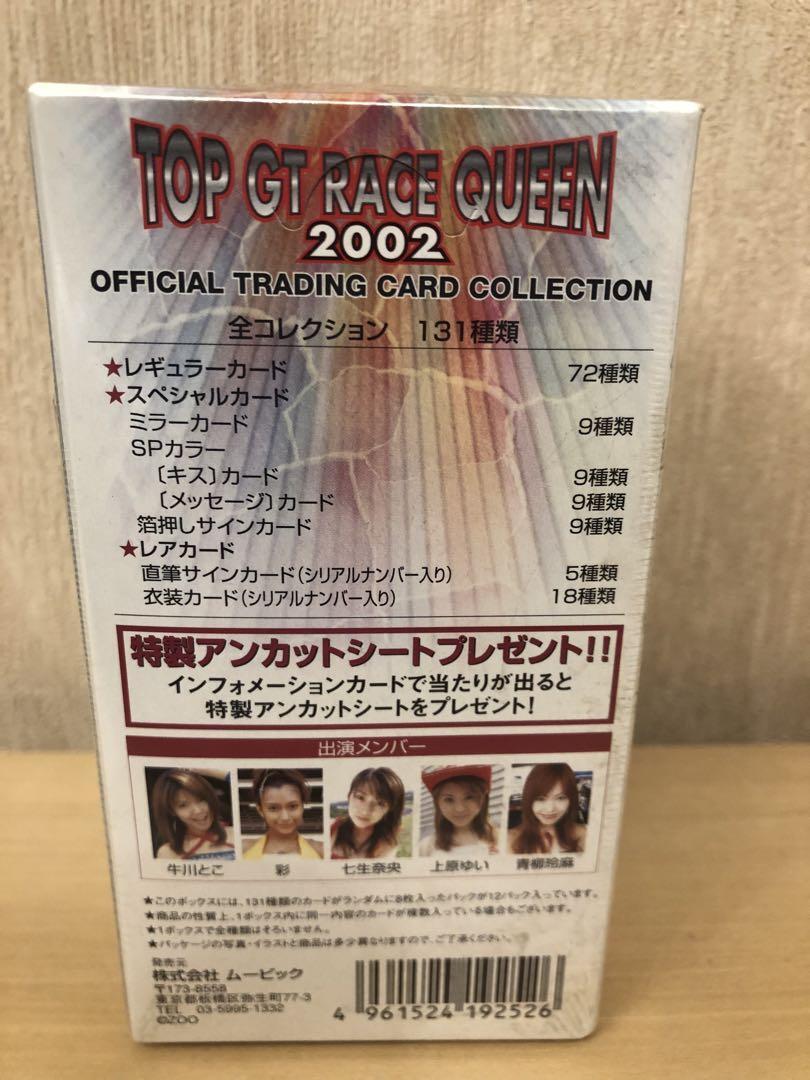 TOP GT RACE QUEEN
2002
OFFICIAL TRADING CARD COLLECTION
全コレクション 131種類
★レギュラーカード 72種類
★スペシャルカード
ミラーカード 9種類
SPカラー
〔キス〕カード 9種類
〔メッセージ〕カード 9種類
箔押しサインカード 9種類
★レアカード
直筆サインカード(シリアルナンバー入り) 5種類
衣装カード(シリアルナンバー入り) 18種類
特製アンカットシートプレゼント!!
インフォメーションカードで当たりが出ると
特製アンカットシートをプレゼント!
出演メンバー
牛川とこ 彩 七生奈央 上原ゆい 青柳玲麻
★このボックスには、131種類のカードがランダムに8枚入ったパックが12パック入っています。
★商品の性質上、1ボックス内に同一内容のカードが複数入っている場合もございます。
★1ボックスで全種類はそろいません。
★パッケージの写真・イラストと商品は多少異なりますので、ご了承ください。
発売元
株式会社 ムービック
〒173-8558
東京都板橋区弥生町77-3
TEL 03-5995-1332
©ZOO
4 961524 192526